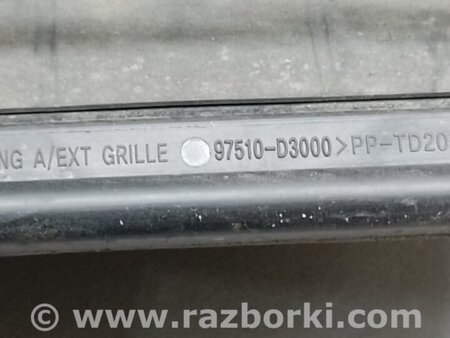 NG A/EXT GRILLE 97510-D3000 >PP-TD20
© www.razborki.com